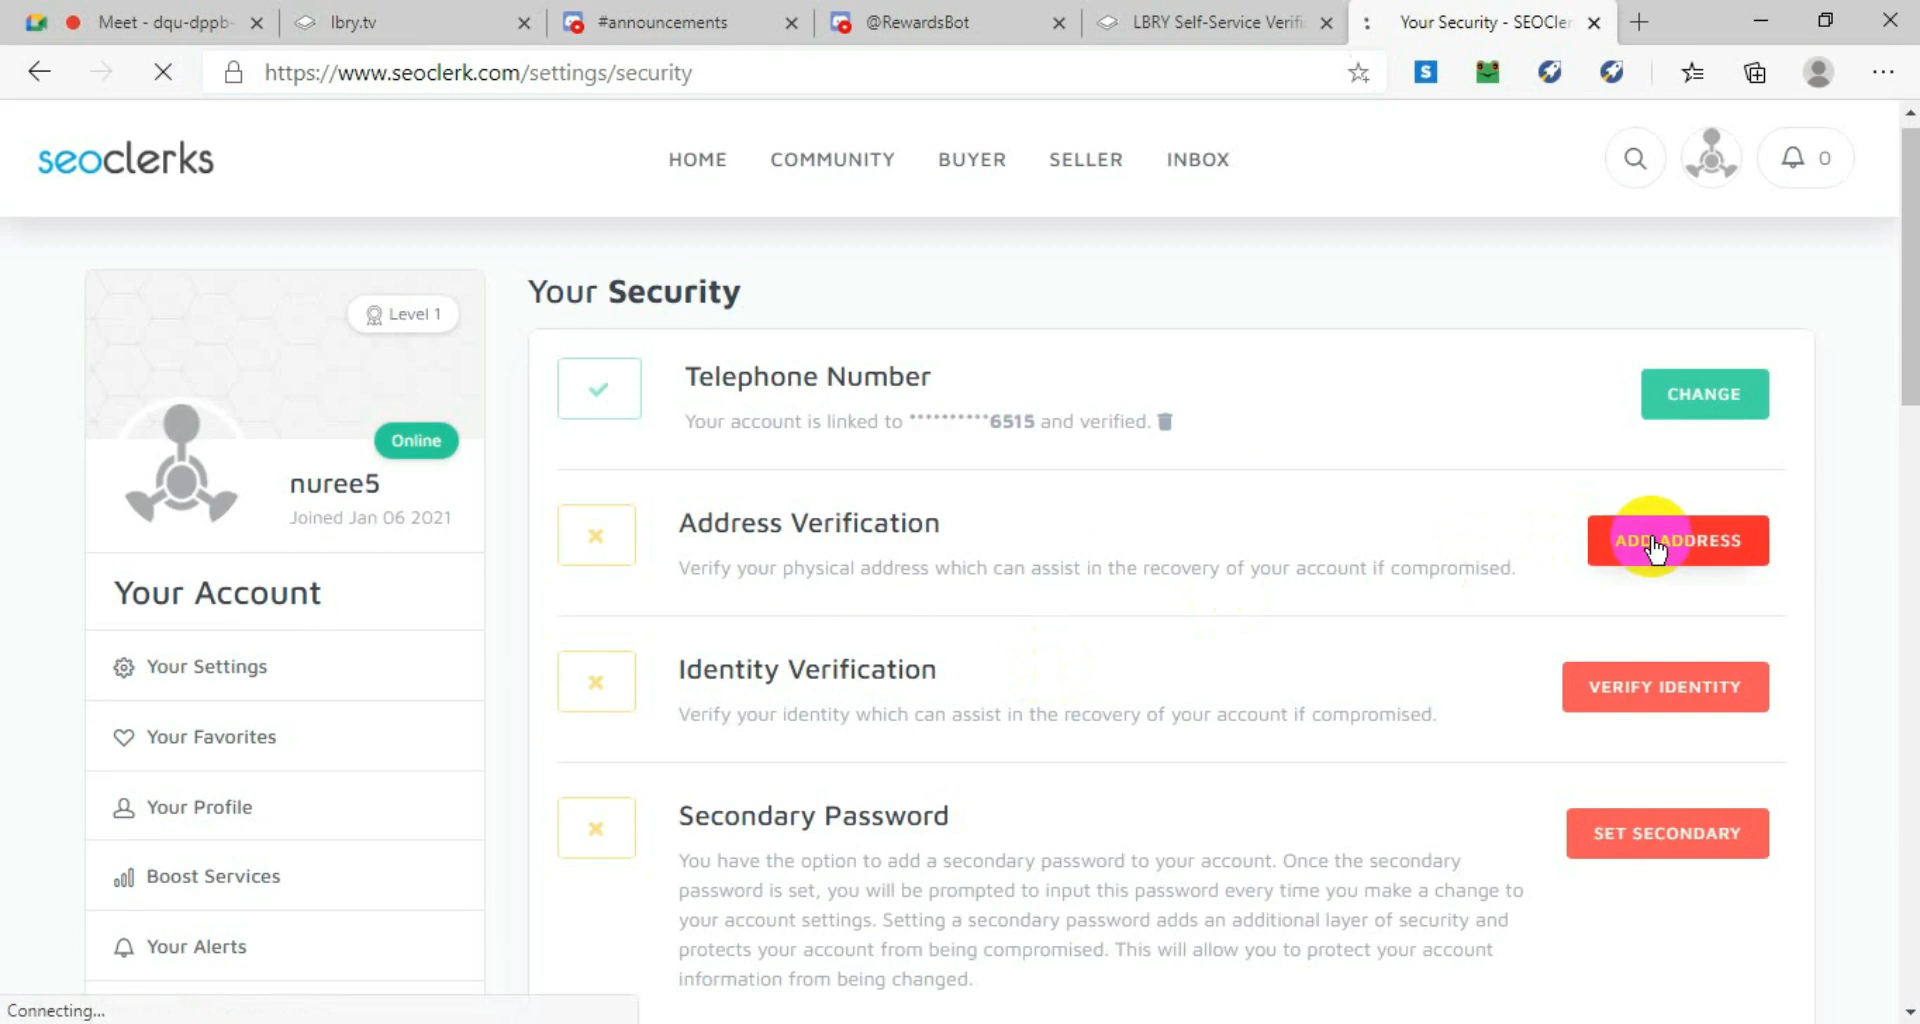 Meet - dqu-dppb-
lbry.tv
#announcements
@RewardsBot
LBRY Self-Service Verifi
Your Security - SEOCler
https://www.seoclerk.com/settings/security
S
seoclerks
HOME
COMMUNITY
BUYER
SELLER
INBOX
0
Level 1
Online
nuree5
Joined Jan 06 2021
Your Account
Your Settings
Your Favorites
Your Profile
Boost Services
Your Alerts
Your Security
Telephone Number
Your account is linked to **********6515 and verified.
CHANGE
Address Verification
Verify your physical address which can assist in the recovery of your account if compromised.
ADD ADDRESS
Identity Verification
Verify your identity which can assist in the recovery of your account if compromised.
VERIFY IDENTITY
Secondary Password
You have the option to add a secondary password to your account. Once the secondary
password is set, you will be prompted to input this password every time you make a change to
your account settings. Setting a secondary password adds an additional layer of security and
protects your account from being compromised. This will allow you to protect your account
information from being changed.
SET SECONDARY
Connecting...